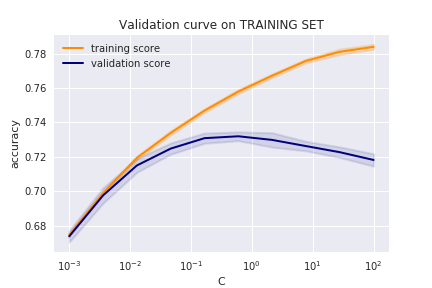 Validation curve on TRAINING SET
training score
validation score
accuracy
0.78
0.76
0.74
0.72
0.70
0.68
10⁻³
10⁻²
10⁻¹
10⁰
10¹
10²
C